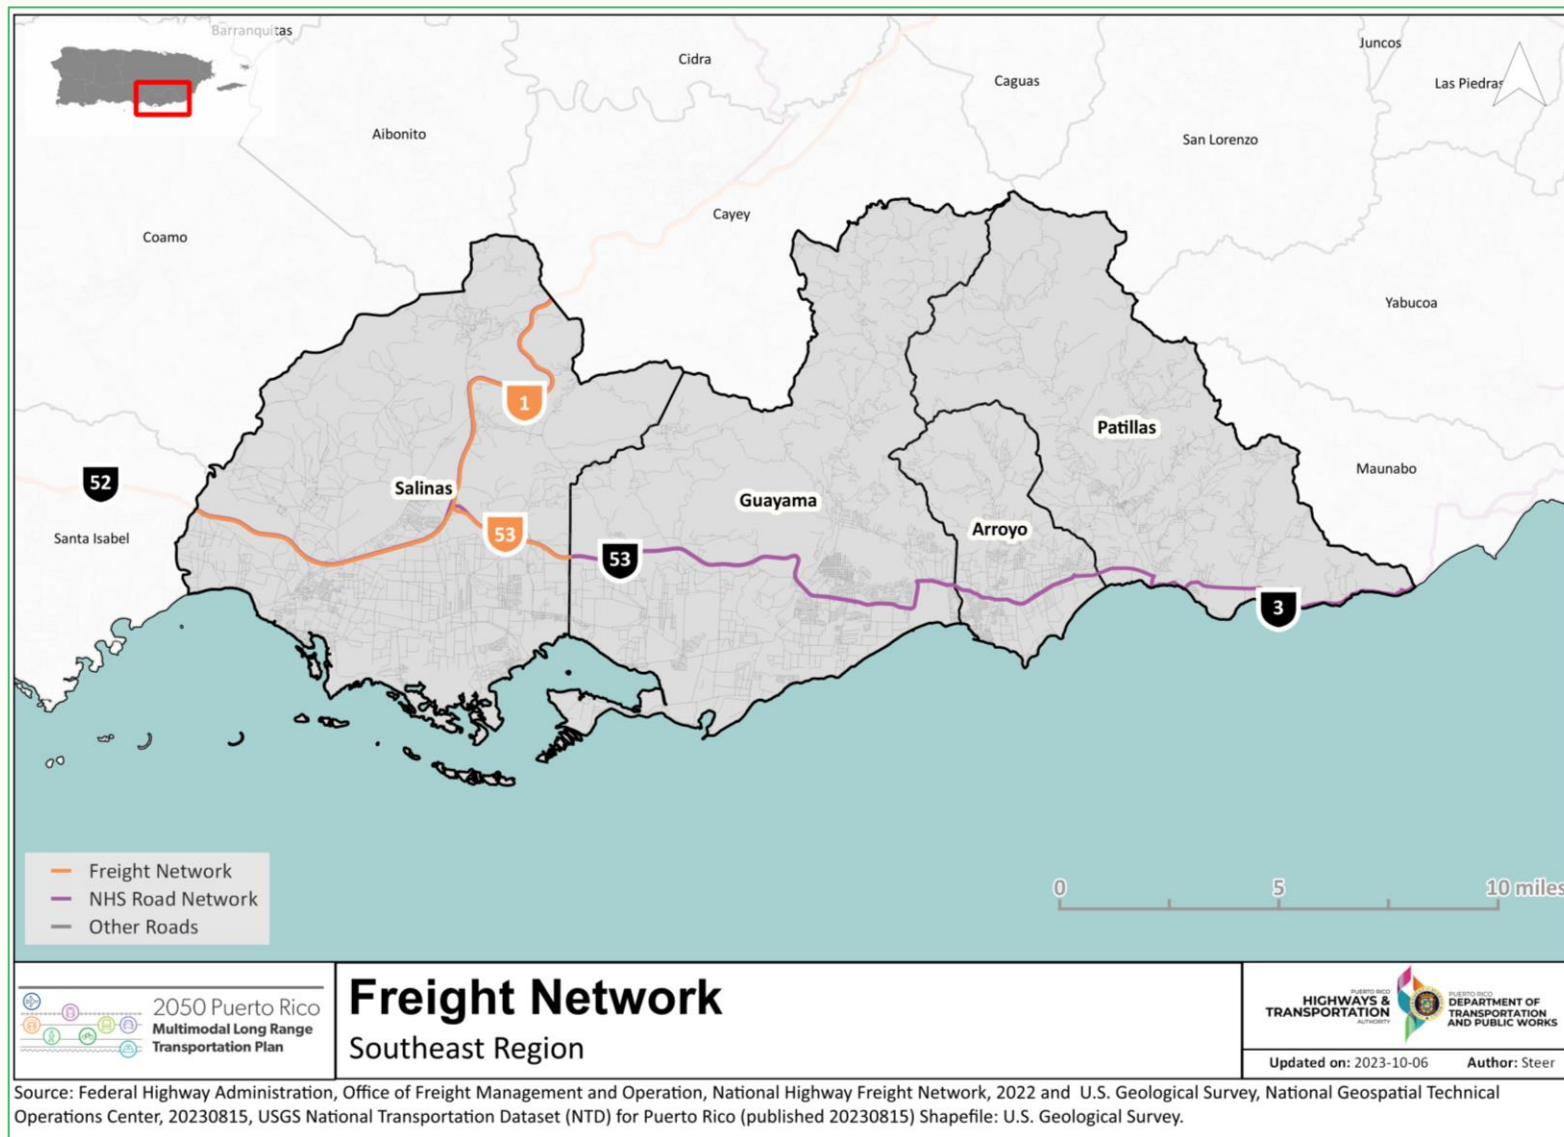 Barranquitas
Cidra
Juncos
Caguas
Las Piedras
Aibonito
San Lorenzo
Cayey
Coamo
Yabucoa
1
Patillas
Maunabo
52
Salinas
Guayama
Santa Isabel
53
Arroyo
53
3
Freight Network
NHS Road Network
Other Roads
0 5 10 miles
2050 Puerto Rico
Multimodal Long Range
Transportation Plan
Freight Network
Southeast Region
PUERTO RICO
HIGHWAYS &
TRANSPORTATION
AUTHORITY
PUERTO RICO
DEPARTMENT OF
TRANSPORTATION
AND PUBLIC WORKS
Updated on: 2023-10-06 Author: Steer
Source: Federal Highway Administration, Office of Freight Management and Operation, National Highway Freight Network, 2022 and U.S. Geological Survey, National Geospatial Technical
Operations Center, 20230815, USGS National Transportation Dataset (NTD) for Puerto Rico (published 20230815) Shapefile: U.S. Geological Survey.